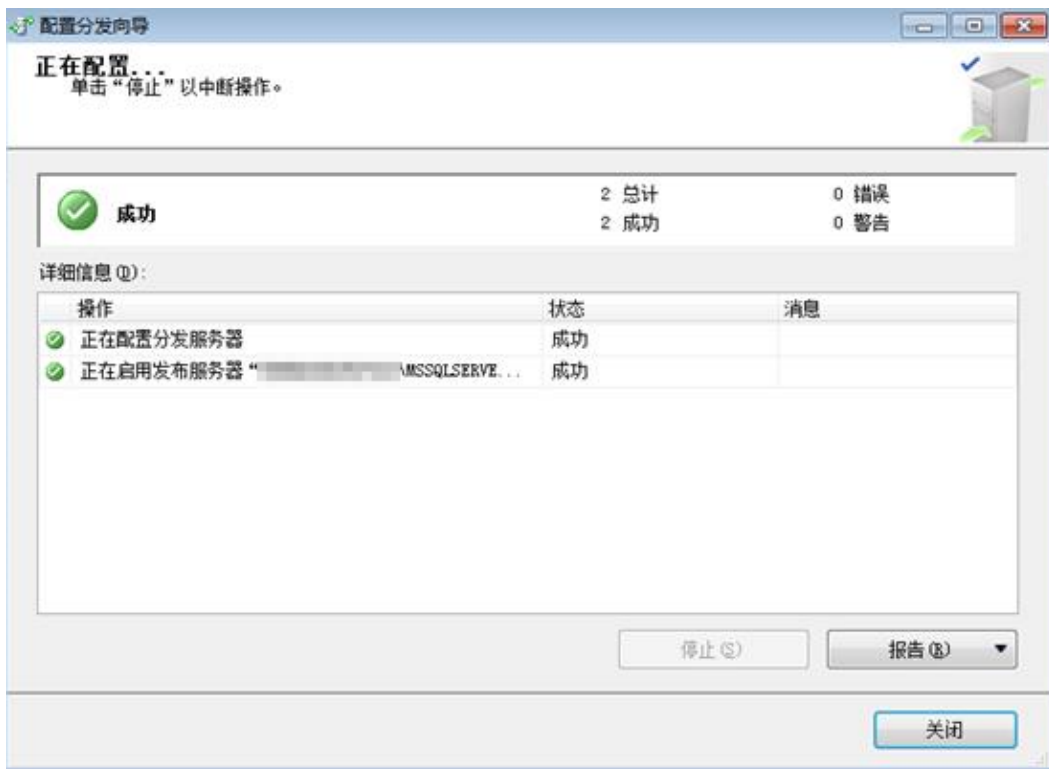 配置分发向导
正在配置...
单击“停止”以中断操作。
成功
2 总计
0 错误
2 成功
0 警告
详细信息(D):
操作 状态 消息
正在配置分发服务器 成功
正在启用发布服务器“ \MSSQLSERVE... 成功
停止(S)
报告(R)
关闭